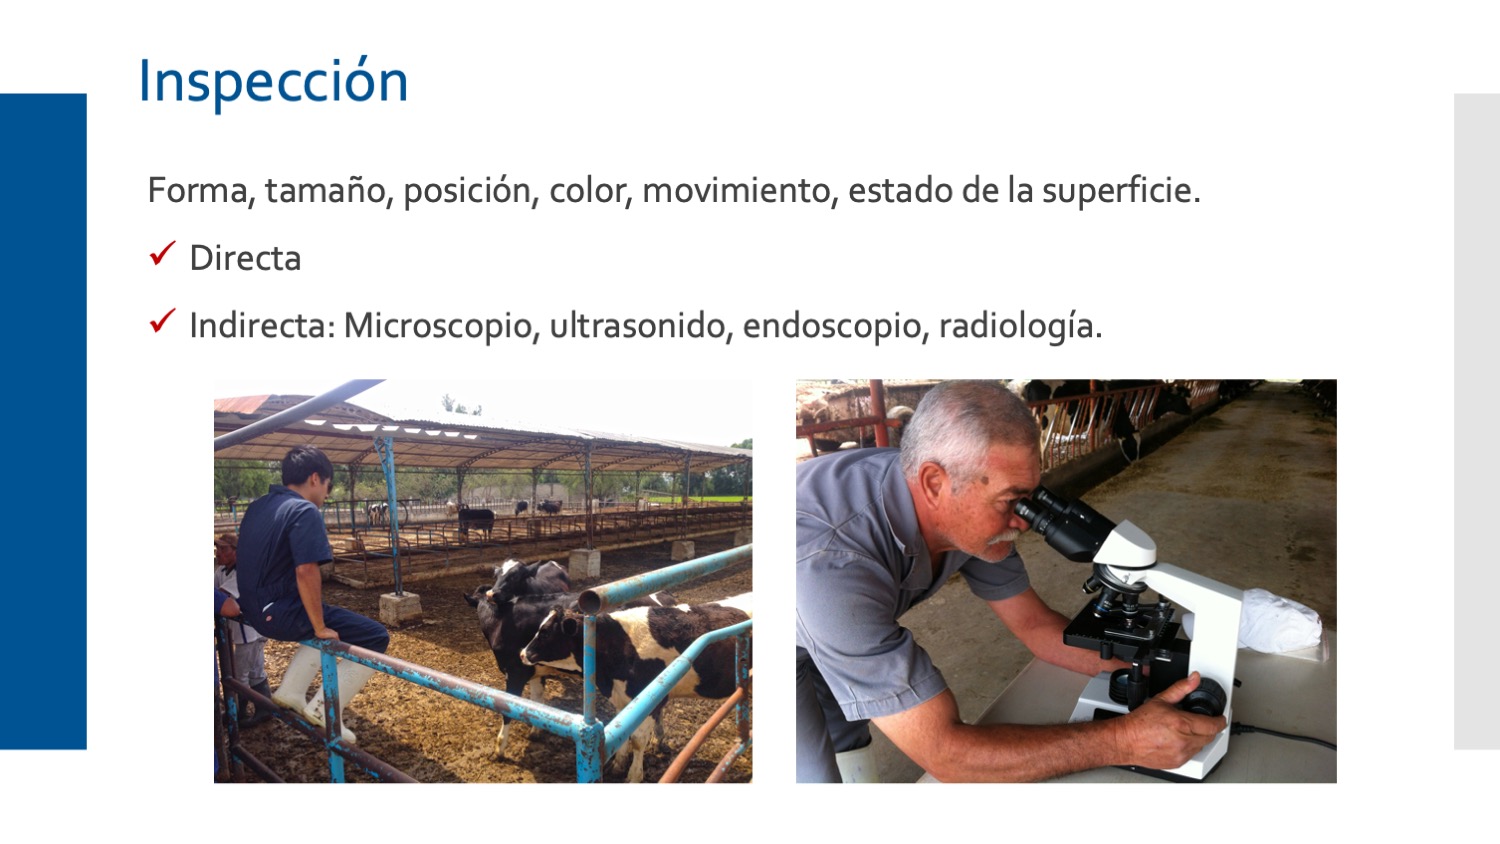 Inspección
Forma, tamaño, posición, color, movimiento, estado de la superficie.
✓ Directa
✓ Indirecta: Microscopio, ultrasonido, endoscopio, radiología.